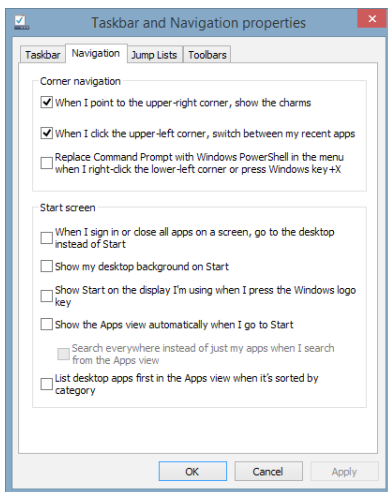 Taskbar and Navigation properties
Taskbar Navigation Jump Lists Toolbars
Corner navigation
When I point to the upper-right corner, show the charms
When I click the upper-left corner, switch between my recent apps
Replace Command Prompt with Windows PowerShell in the menu
when I right-click the lower-left corner or press Windows key+X
Start screen
When I sign in or close all apps on a screen, go to the desktop
instead of Start
Show my desktop background on Start
Show Start on the display I'm using when I press the Windows logo
key
Show the Apps view automatically when I go to Start
Search everywhere instead of just my apps when I search
from the Apps view
List desktop apps first in the Apps view when it's sorted by
category
OK Cancel Apply